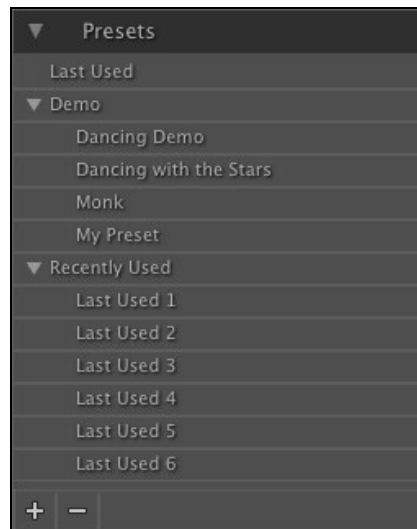 Presets
Last Used
Demo
Dancing Demo
Dancing with the Stars
Monk
My Preset
Recently Used
Last Used 1
Last Used 2
Last Used 3
Last Used 4
Last Used 5
Last Used 6